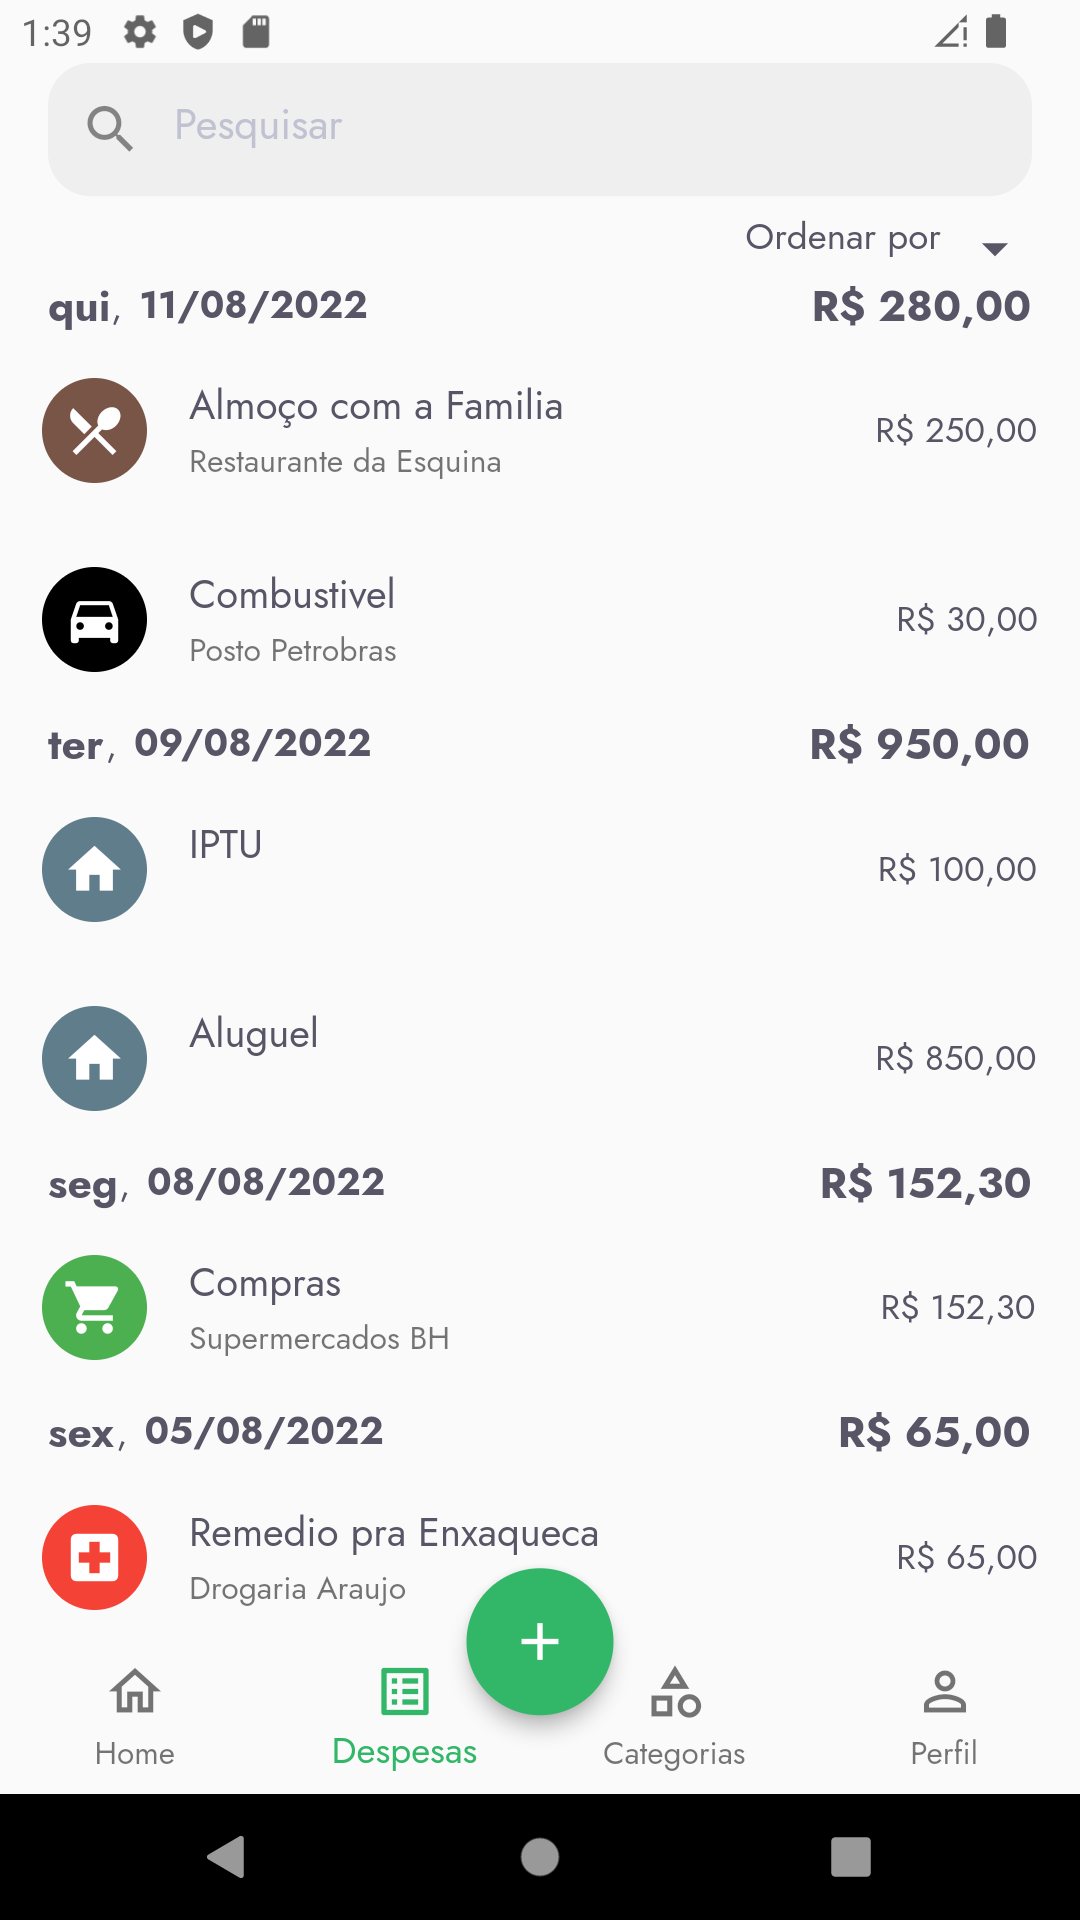 1:39
Pesquisar
Ordenar por
qui, 11/08/2022 R$ 280,00
Almoço com a Familia
R$ 250,00
Restaurante da Esquina
Combustivel
R$ 30,00
Posto Petrobras
ter, 09/08/2022 R$ 950,00
IPTU
R$ 100,00
Aluguel
R$ 850,00
seg, 08/08/2022 R$ 152,30
Compras
R$ 152,30
Supermercados BH
sex, 05/08/2022 R$ 65,00
Remedio pra Enxaqueca
R$ 65,00
Drogaria Araujo
Home Despesas Categorias Perfil